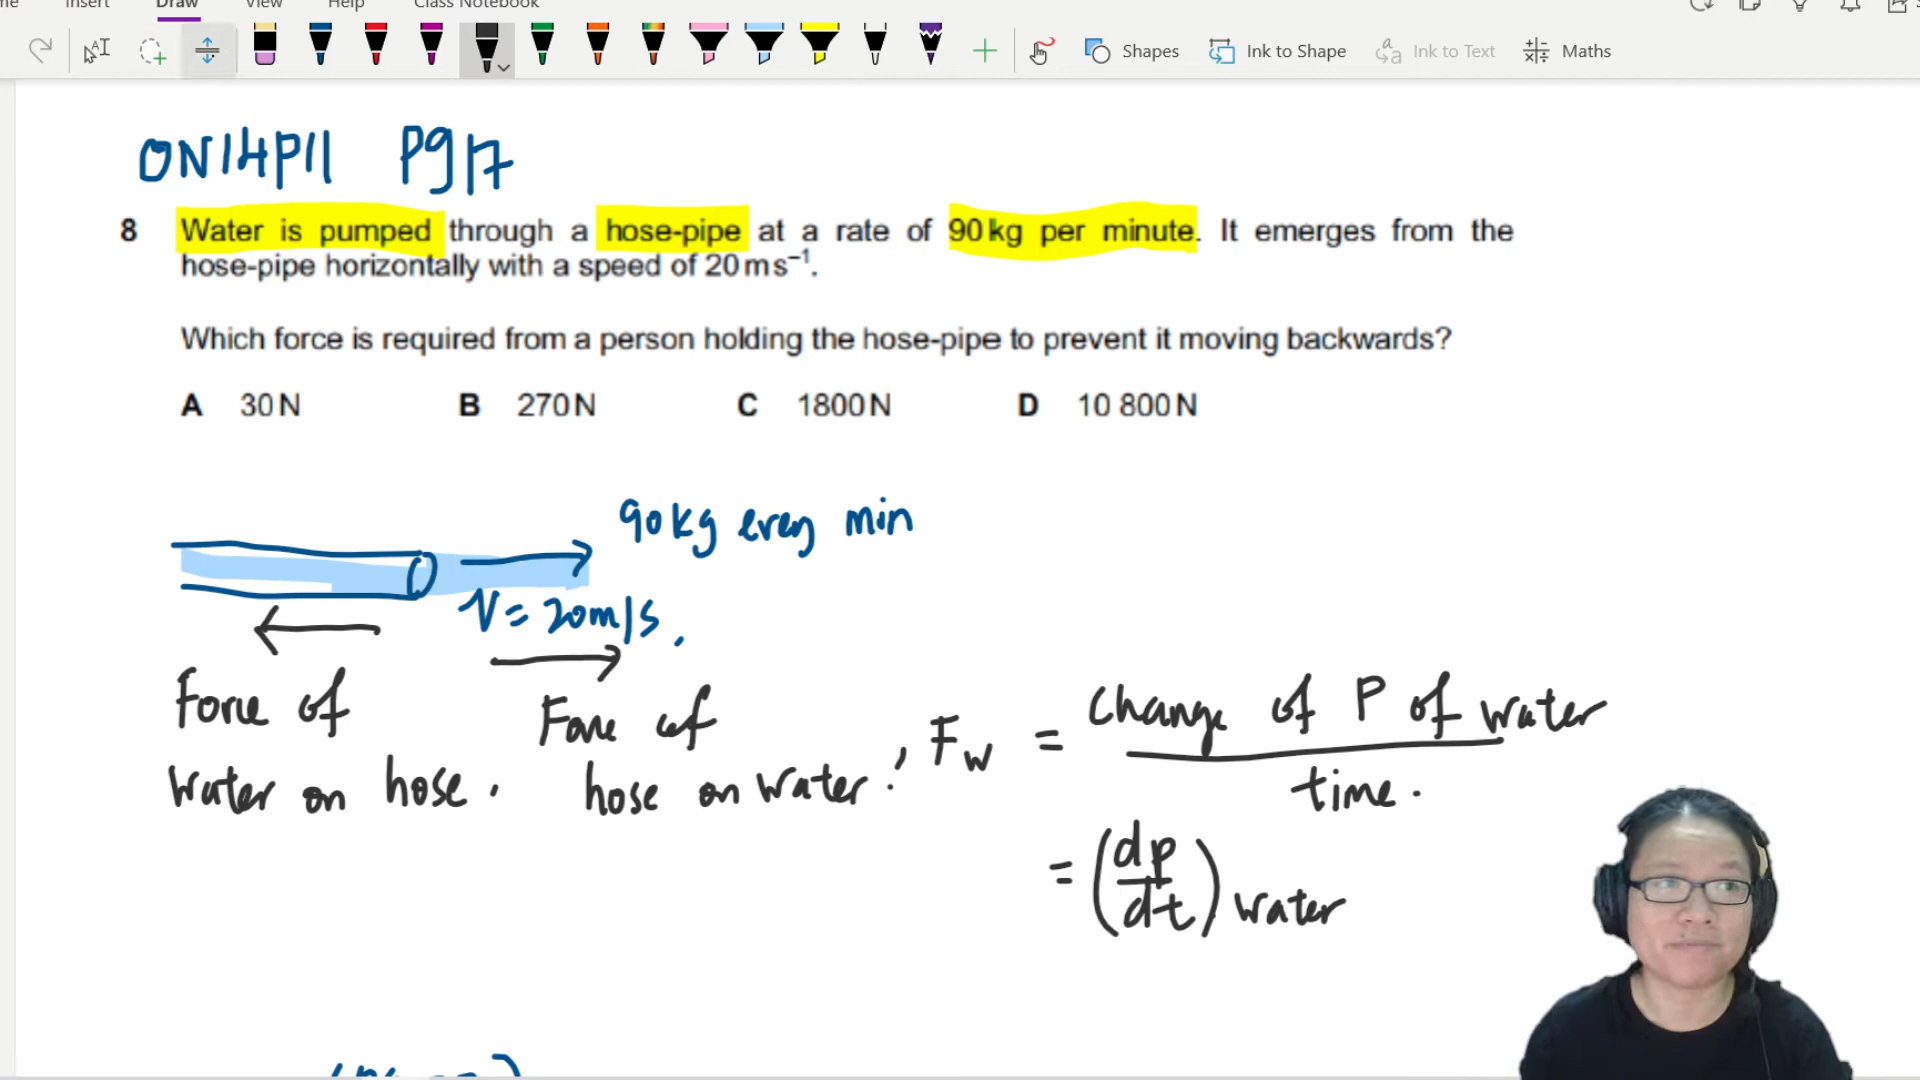 Insert Draw View Help Class Notebook
Shapes Ink to Shape Ink to Text Maths
ON14P11 Pg17
8 Water is pumped through a hose-pipe at a rate of 90 kg per minute. It emerges from the
hose-pipe horizontally with a speed of 20 m s⁻¹.
Which force is required from a person holding the hose-pipe to prevent it moving backwards?
A 30 N B 270 N C 1800 N D 10 800 N
90kg every min
V = 20m/s.
Force of
water on hose.
Force of
hose on water.
, Fw = change of P of water
time.
= (dp/dt) water